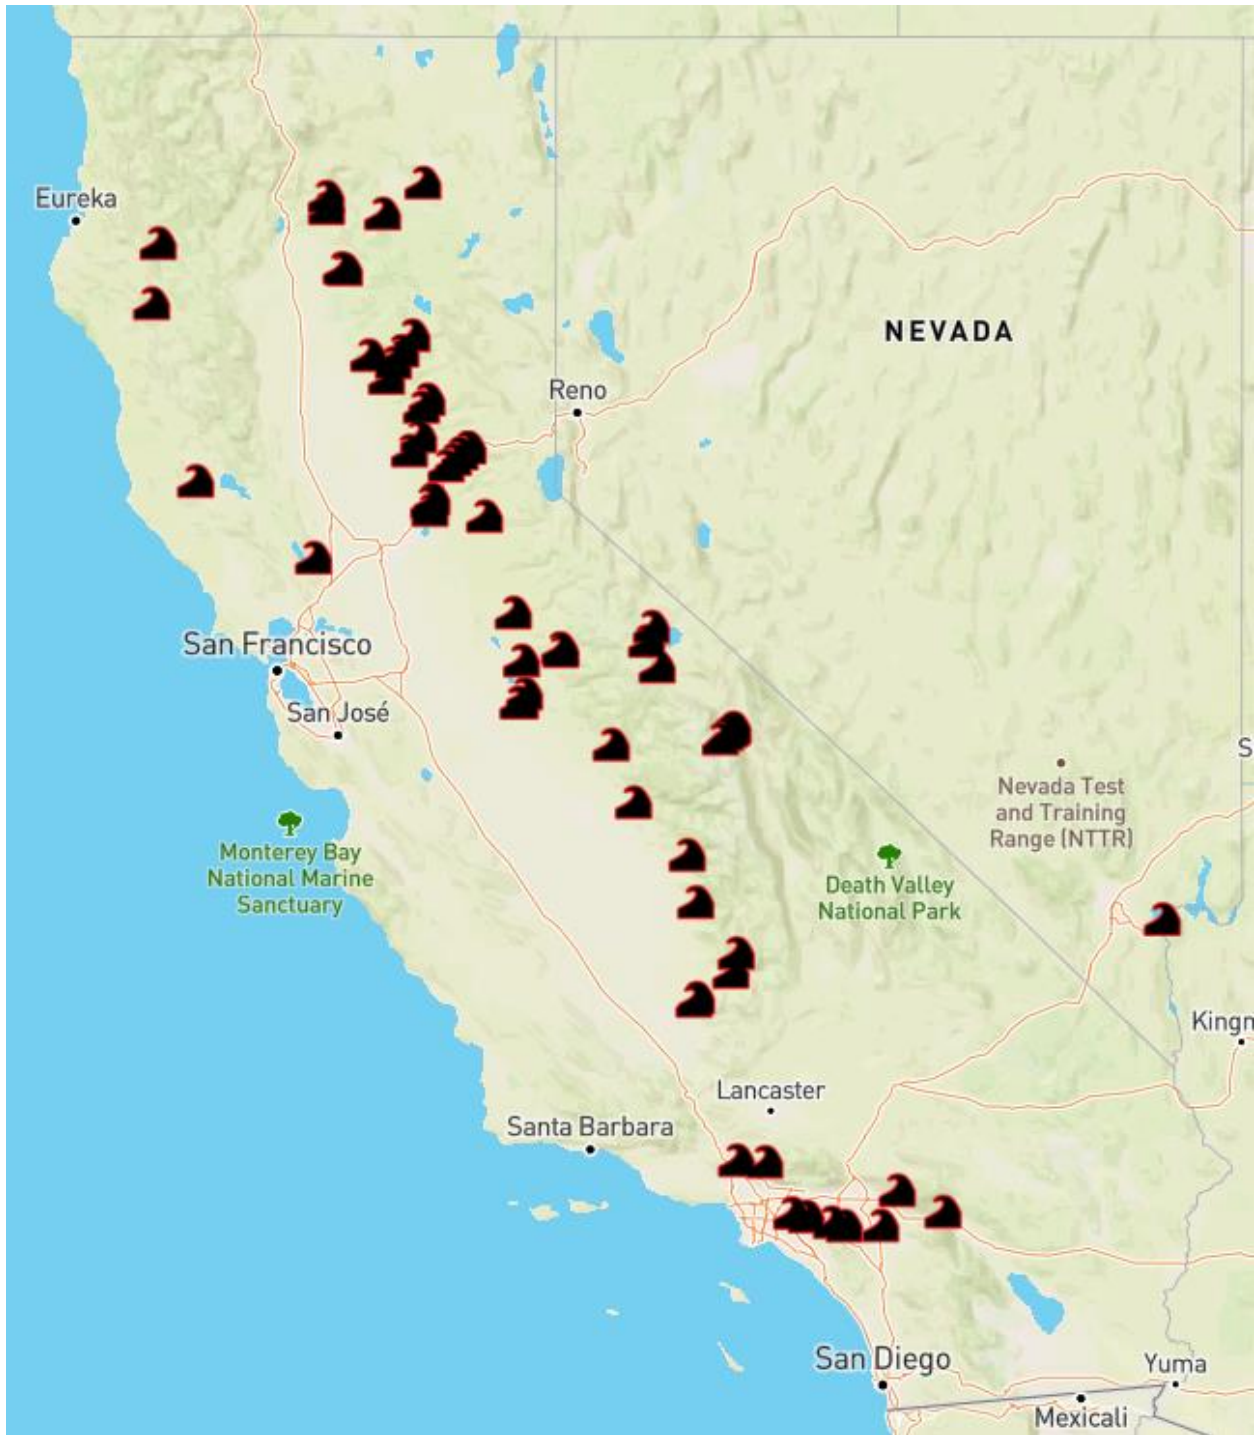 Eureka
NEVADA
Reno
San Francisco
San José
S
Nevada Test
and Training
Range (NTTR)
Monterey Bay
National Marine
Sanctuary
Death Valley
National Park
Kingn
Lancaster
Santa Barbara
San Diego
Yuma
Mexicali